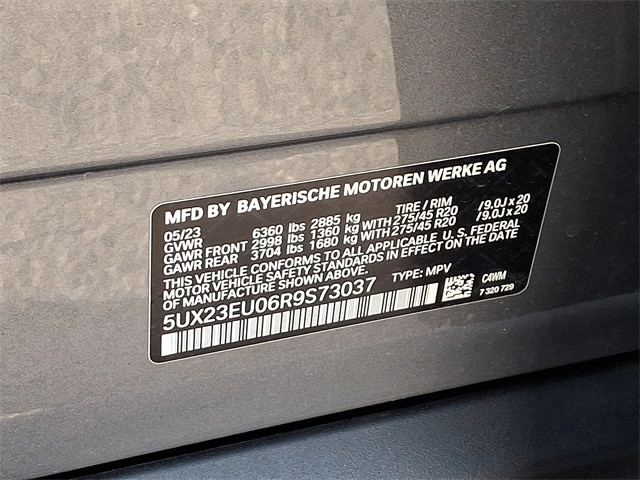 MFD BY BAYERISCHE MOTOREN WERKE AG
05/23 TIRE / RIM
GVWR 6360 lbs 2885 kg
GAWR FRONT 2998 lbs 1360 kg WITH 275/45 R20 /9.0J x 20
GAWR REAR 3704 lbs 1680 kg WITH 275/45 R20 /9.0J x 20
THIS VEHICLE CONFORMS TO ALL APPLICABLE U.S. FEDERAL
MOTOR VEHICLE SAFETY STANDARDS IN EFFECT ON THE DATE
OF MANUFACTURE SHOWN ABOVE.
5UX23EU06R9S73037 TYPE: MPV C4WM
7 320 729